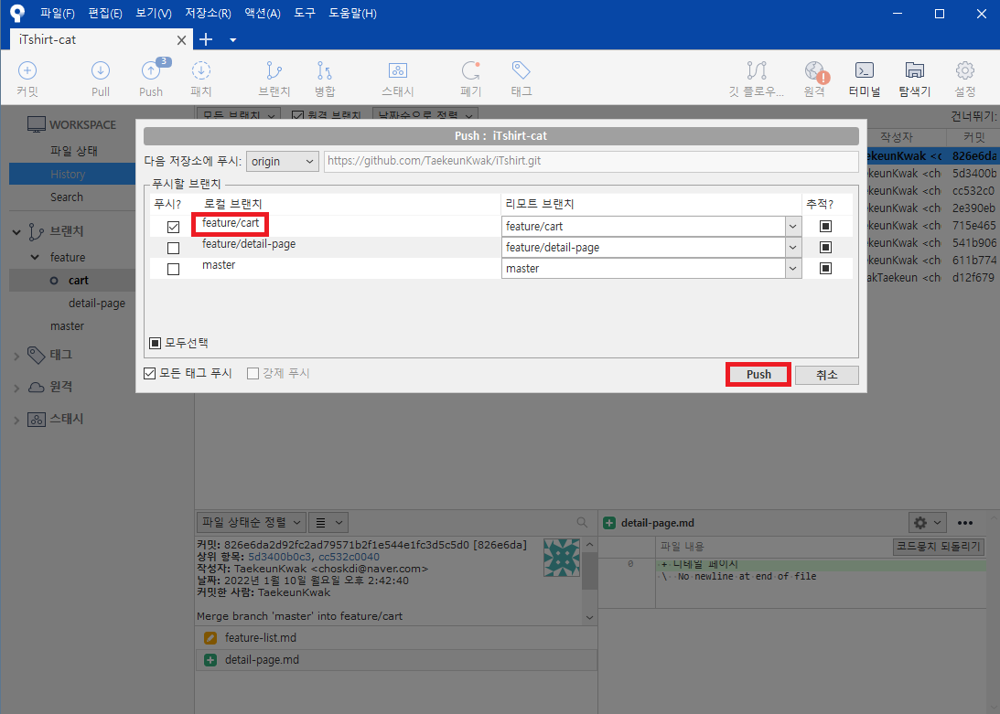 파일(F) 편집(E) 보기(V) 저장소(R) 액션(A) 도구 도움말(H)
iTshirt-cat
3
커밋 Pull Push 패치 브랜치 병합 스태시 폐기 태그 깃 플로우... 원격 터미널 탐색기 설정
WORKSPACE
파일 상태
History
Search
브랜치
feature
cart
detail-page
master
태그
원격
스태시
모든 브랜치 원격 브랜치 날짜순으로 정렬 건너뛰기:
작성자 커밋
ekeunKwak <c 826e6da
ekeunKwak <ch 5d3400b
ekeunKwak <ch cc532c0
ekeunKwak <ch 2e390eb
ekeunKwak <ch 715e465
ekeunKwak <ch 541b906
ekeunKwak <ch 611b774
akTaekeun <ch d12f679
Push : iTshirt-cat
다음 저장소에 푸시: origin https://github.com/TaekeunKwak/iTshirt.git
푸시할 브랜치
푸시? 로컬 브랜치 리모트 브랜치 추적?
feature/cart feature/cart
feature/detail-page feature/detail-page
master master
모두선택
모든 태그 푸시 강제 푸시 Push 취소
파일 상태순 정렬
커밋: 826e6da2d92fc2ad79571b2f1e544e1fc3d5c5d0 [826e6da]
상위 항목: 5d3400b0c3, cc532c0040
작성자: TaekeunKwak <choskdi@naver.com>
날짜: 2022년 1월 10일 월요일 오후 2:42:40
커밋한 사람: TaekeunKwak
Merge branch 'master' into feature/cart
feature-list.md
detail-page.md
detail-page.md
파일 내용 코드뭉치 되돌리기
0 + 디테일 페이지
\ No newline at end of file